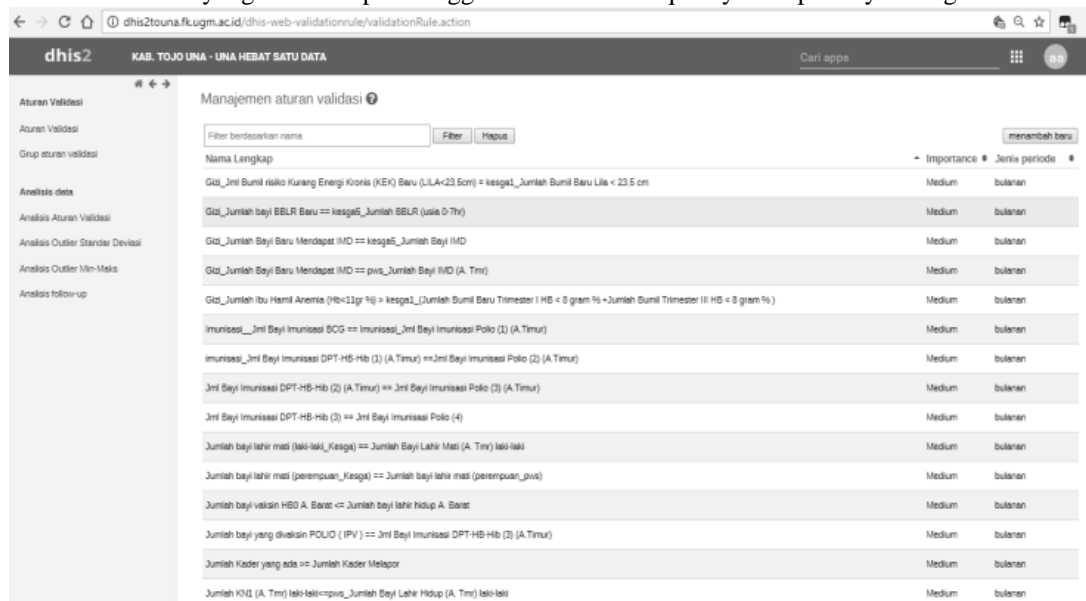 dhis2touna.fk.ugm.ac.id/dhis-web-validationrule/validationRule.action
dhis2 KAB. TOJO UNA - UNA HEBAT SATU DATA Cari apps aa
Aturan Validasi
Aturan Validasi
Grup aturan validasi
Analisis data
Analisis Aturan Validasi
Analisis Outlier Standar Deviasi
Analisis Outlier Min-Maks
Analisis follow-up
Manajemen aturan validasi
Filter berdasarkan nama Filter Hapus menambah baru
Nama Lengkap Importance Jenis periode
Gizi_Jml Bumil risiko Kurang Energi Kronis (KEK) Baru (LILA<23.5cm) = kesga1_Jumlah Bumil Baru Lila < 23.5 cm Medium bulanan
Gizi_Jumlah bayi BBLR Baru == kesga5_Jumlah BBLR (usia 0-7hr) Medium bulanan
Gizi_Jumlah Bayi Baru Mendapat IMD == kesga5_Jumlah Bayi IMD Medium bulanan
Gizi_Jumlah Bayi Baru Mendapat IMD == pws_Jumlah Bayi IMD (A. Tmr) Medium bulanan
Gizi_Jumlah Ibu Hamil Anemia (Hb<11gr %) > kesga1_(Jumlah Bumil Baru Trimester I HB < 8 gram % +Jumlah Bumil Trimester III HB < 8 gram % ) Medium bulanan
Imunisasi__Jml Bayi Imunisasi BCG == Imunisasi_Jml Bayi Imunisasi Polio (1) (A.Timur) Medium bulanan
imunisasi_Jml Bayi Imunisasi DPT-HB-Hib (1) (A.Timur) ==Jml Bayi Imunisasi Polio (2) (A.Timur) Medium bulanan
Jml Bayi Imunisasi DPT-HB-Hib (2) (A.Timur) == Jml Bayi Imunisasi Polio (3) (A.Timur) Medium bulanan
Jml Bayi Imunisasi DPT-HB-Hib (3) == Jml Bayi Imunisasi Polio (4) Medium bulanan
Jumlah bayi lahir mati (laki-laki_Kesga) == Jumlah Bayi Lahir Mati (A. Tmr) laki-laki Medium bulanan
Jumlah bayi lahir mati (perempuan_Kesga) == Jumlah bayi lahir mati (perempuan_pws) Medium bulanan
Jumlah bayi vaksin HB0 A. Barat <= Jumlah bayi lahir hidup A. Barat Medium bulanan
Jumlah bayi yang divaksin POLIO ( IPV ) == Jml Bayi Imunisasi DPT-HB-Hib (3) (A.Timur) Medium bulanan
Jumlah Kader yang ada >= Jumlah Kader Melapor Medium bulanan
Jumlah KN1 (A. Tmr) laki-laki<=pws_Jumlah Bayi Lahir Hidup (A. Tmr) laki-laki Medium bulanan